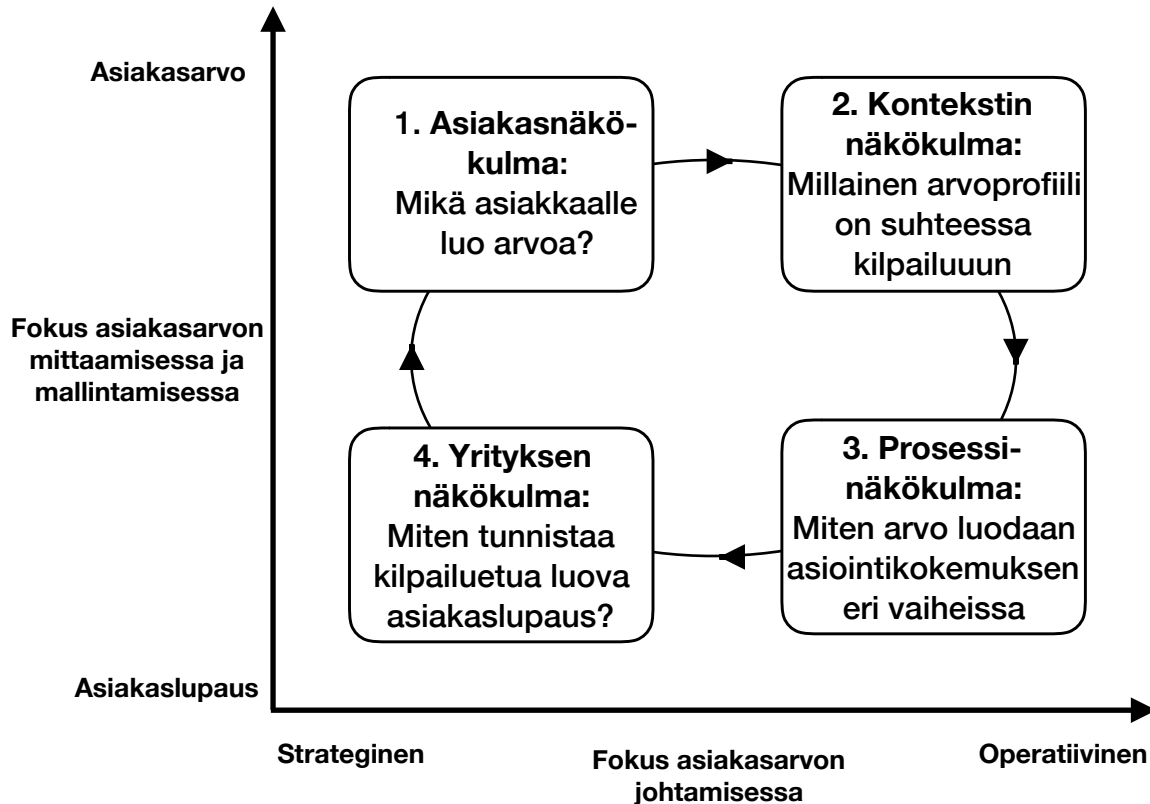 Asiakasarvo
1. Asiakasnäkö-
kulma:
Mikä asiakkaalle
luo arvoa?
2. Kontekstin
näkökulma:
Millainen arvoprofiili
on suhteessa
kilpailuuun
Fokus asiakasarvon
mittaamisessa ja
mallintamisessa
4. Yrityksen
näkökulma:
Miten tunnistaa
kilpailuetua luova
asiakaslupaus?
3. Prosessi-
näkökulma:
Miten arvo luodaan
asiointikokemuksen
eri vaiheissa
Asiakaslupaus
Strateginen
Fokus asiakasarvon
johtamisessa
Operatiivinen